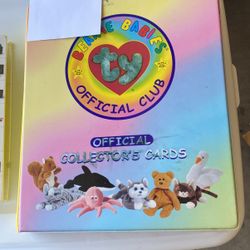 BEANIE BABIES
ty
OFFICIAL CLUB
OFFICIAL
COLLECTOR'S CARDS